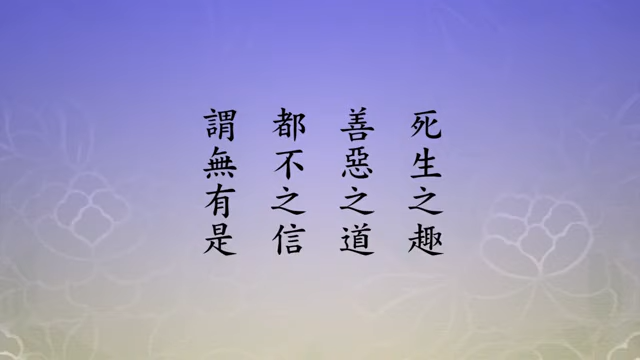 死生之趣
善惡之道
都不之信
謂無有是